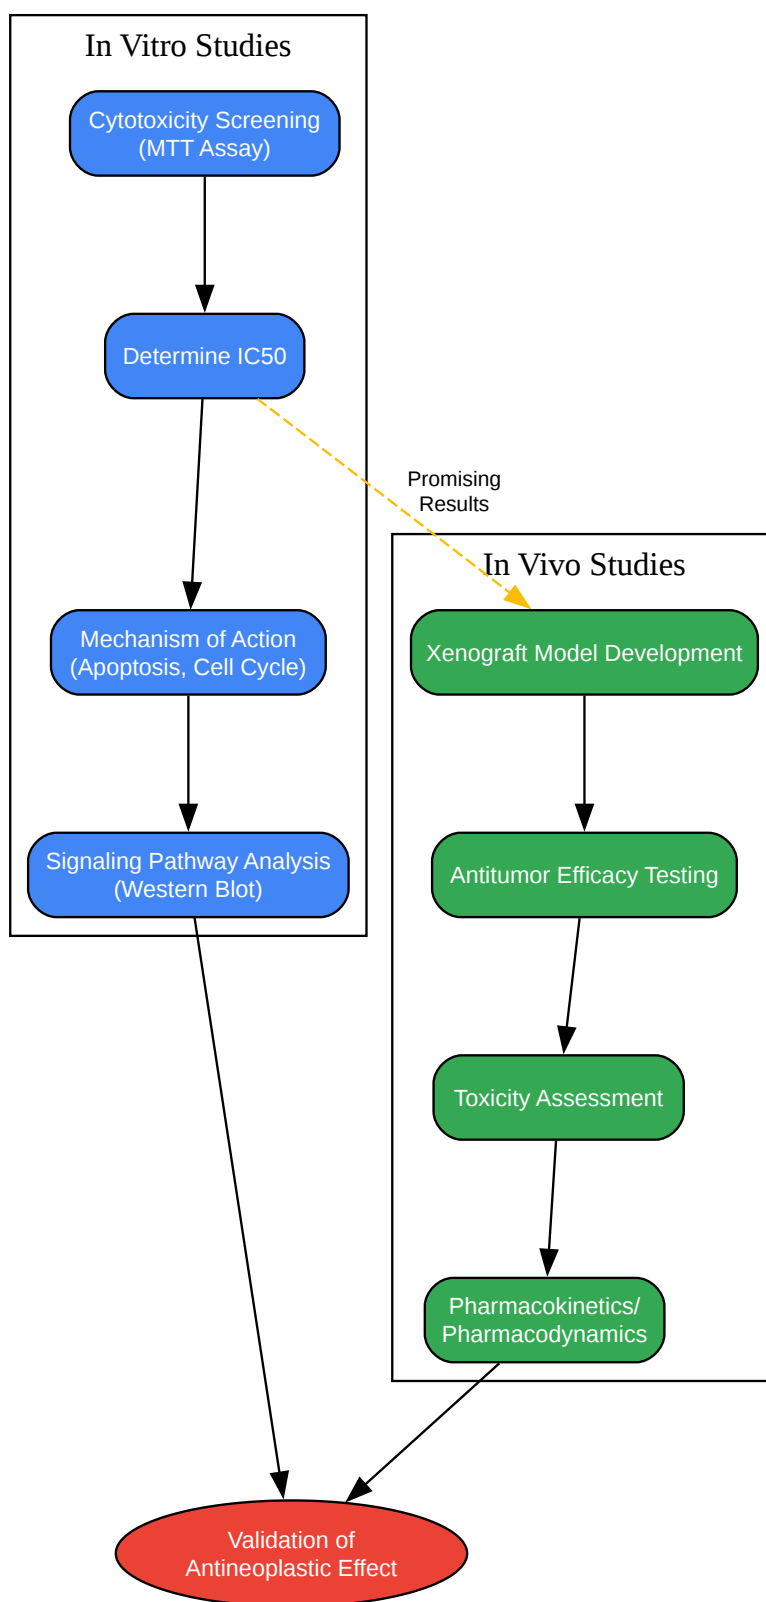 In Vitro Studies
Cytotoxicity Screening
(MTT Assay)
Determine IC50
Promising
Results
Mechanism of Action
(Apoptosis, Cell Cycle)
Signaling Pathway Analysis
(Western Blot)
In Vivo Studies
Xenograft Model Development
Antitumor Efficacy Testing
Toxicity Assessment
Pharmacokinetics/
Pharmacodynamics
Validation of
Antineoplastic Effect